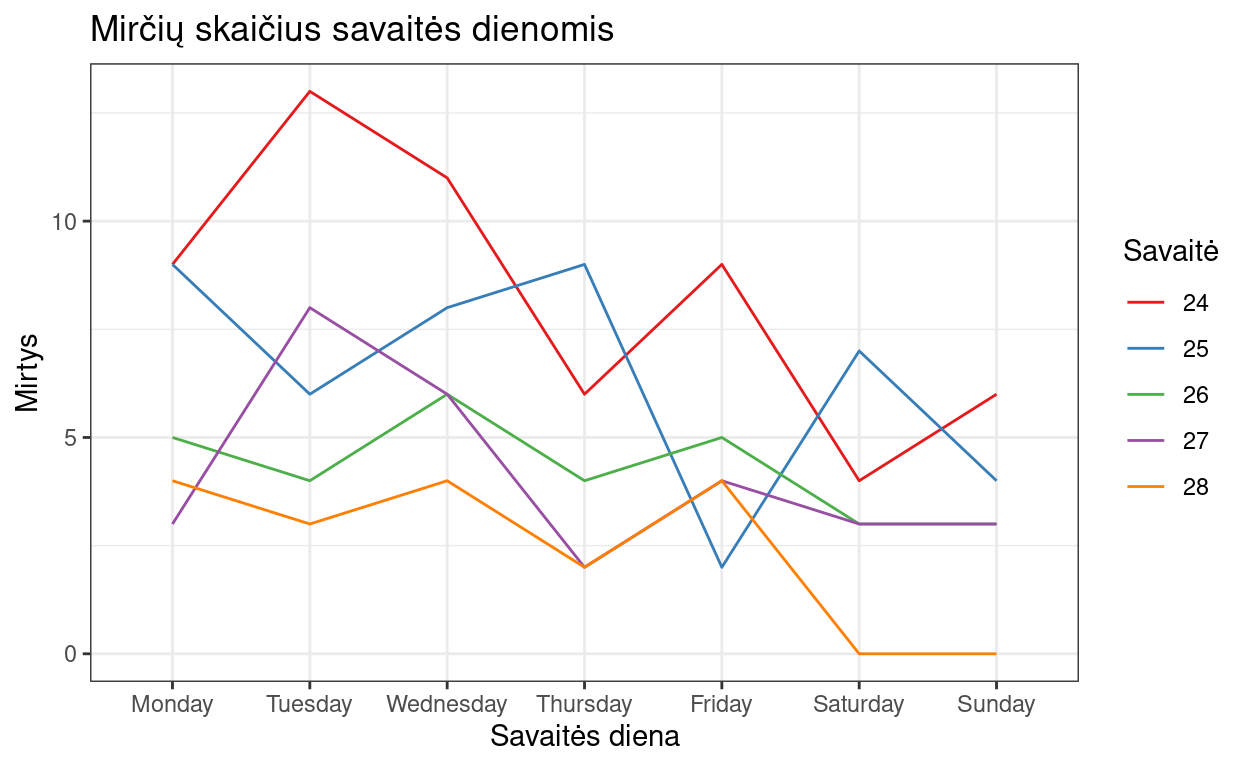 Mirčių skaičius savaitės dienomis
Mirtys
10
5
0
Monday Tuesday Wednesday Thursday Friday Saturday Sunday
Savaitės diena
Savaitė
24
25
26
27
28